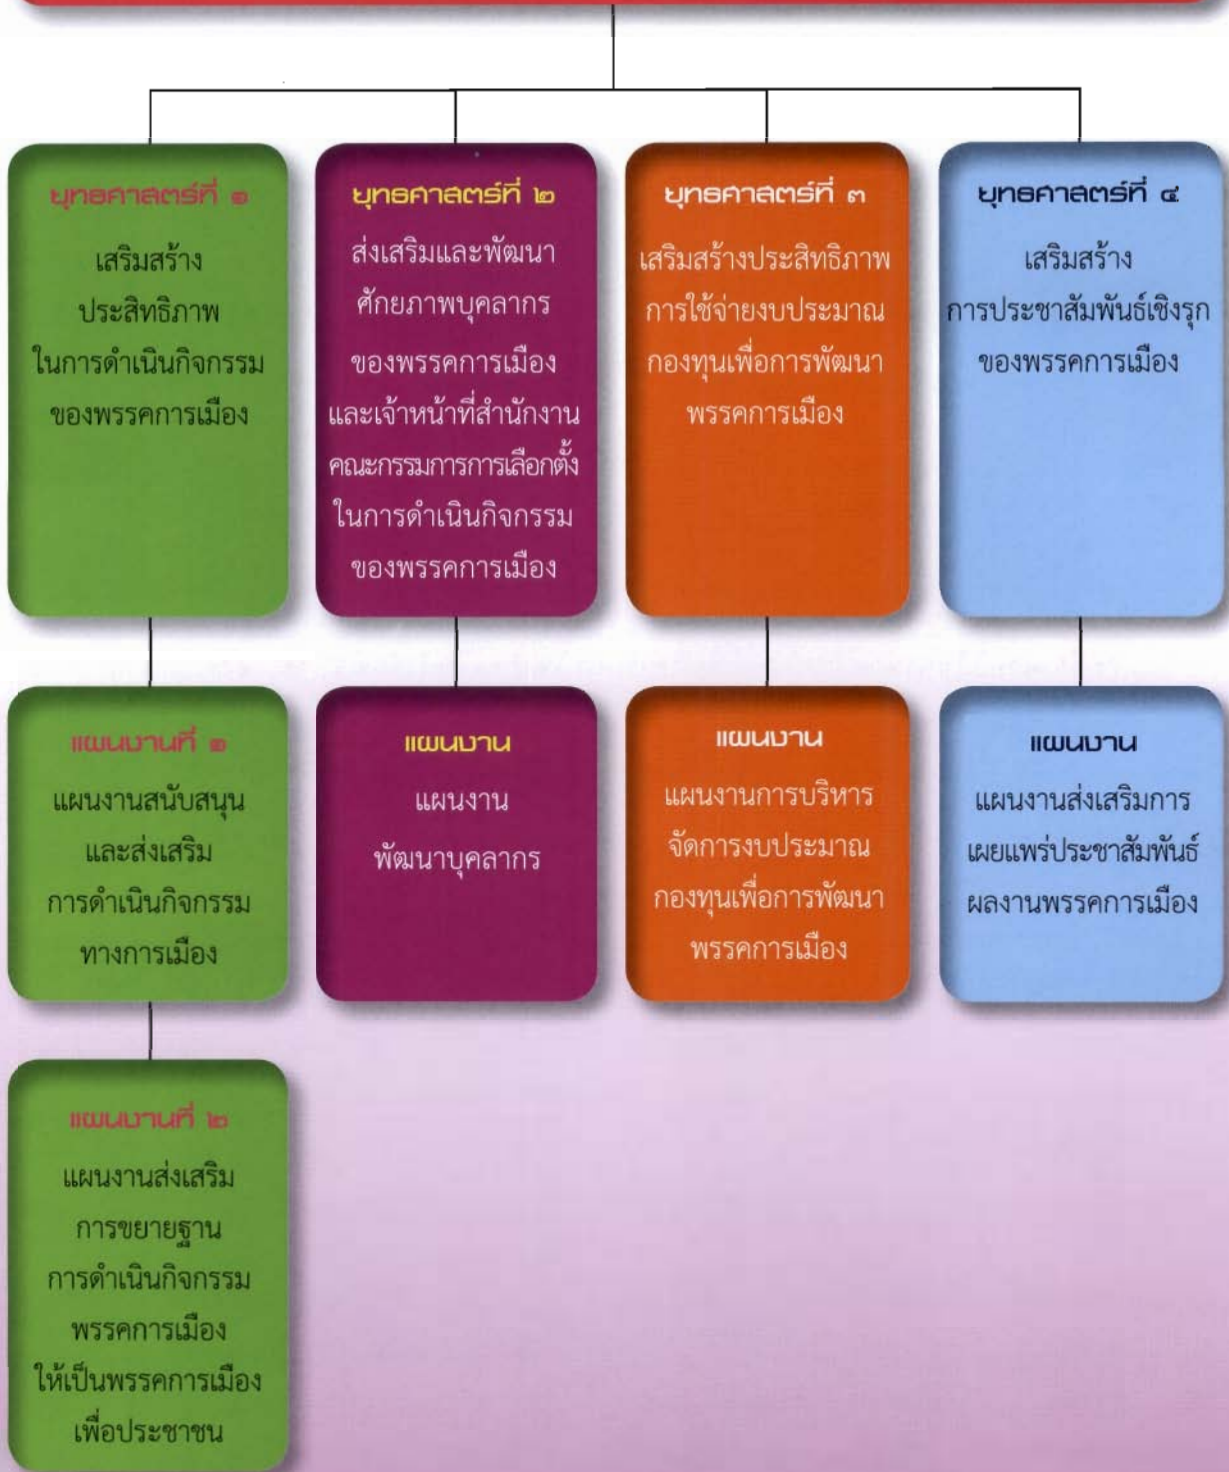 ยุทธศาสตร์ที่ ๑
เสริมสร้าง
ประสิทธิภาพ
ในการดำเนินกิจกรรม
ของพรรคการเมือง
ยุทธศาสตร์ที่ ๒
ส่งเสริมและพัฒนา
ศักยภาพบุคลากร
ของพรรคการเมือง
และเจ้าหน้าที่สำนักงาน
คณะกรรมการการเลือกตั้ง
ในการดำเนินกิจกรรม
ของพรรคการเมือง
ยุทธศาสตร์ที่ ๓
เสริมสร้างประสิทธิภาพ
การใช้จ่ายงบประมาณ
กองทุนเพื่อการพัฒนา
พรรคการเมือง
ยุทธศาสตร์ที่ ๔
เสริมสร้าง
การประชาสัมพันธ์เชิงรุก
ของพรรคการเมือง
แผนงานที่ ๑
แผนงานสนับสนุน
และส่งเสริม
การดำเนินกิจกรรม
ทางการเมือง
แผนงาน
แผนงาน
พัฒนาบุคลากร
แผนงาน
แผนงานการบริหาร
จัดการงบประมาณ
กองทุนเพื่อการพัฒนา
พรรคการเมือง
แผนงาน
แผนงานส่งเสริมการ
เผยแพร่ประชาสัมพันธ์
ผลงานพรรคการเมือง
แผนงานที่ ๒
แผนงานส่งเสริม
การขยายฐาน
การดำเนินกิจกรรม
พรรคการเมือง
ให้เป็นพรรคการเมือง
เพื่อประชาชน